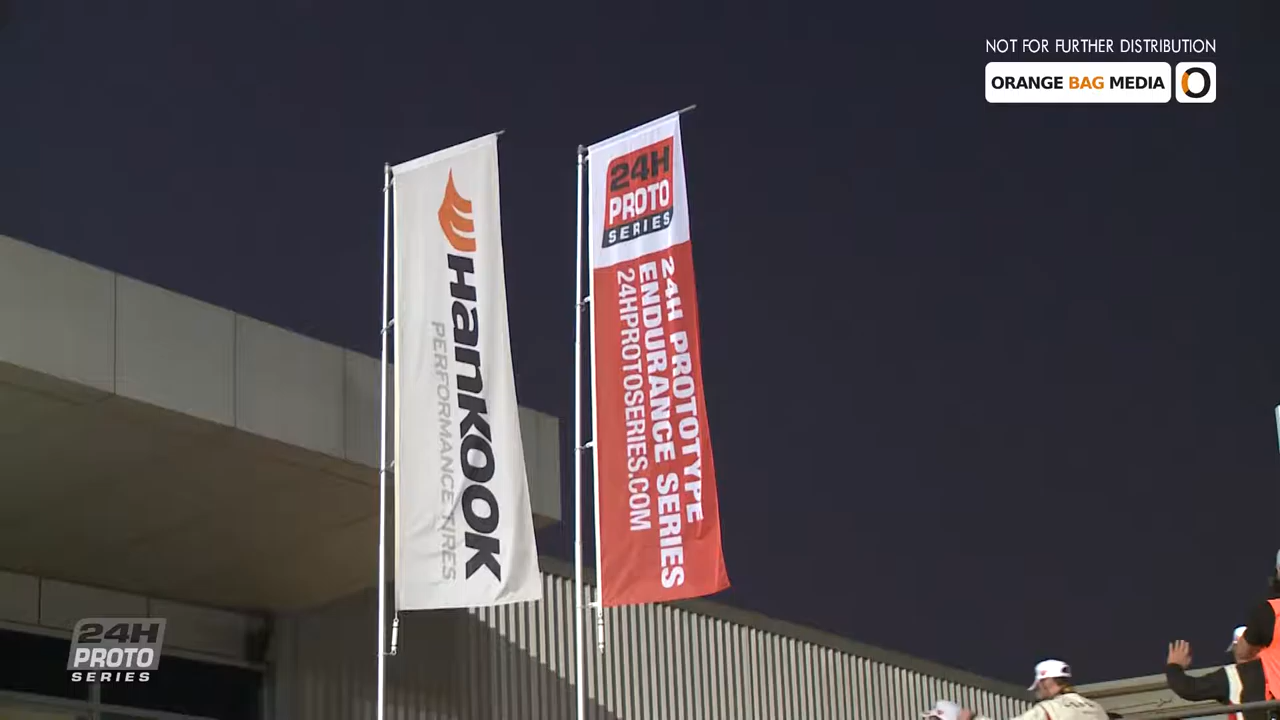 NOT FOR FURTHER DISTRIBUTION
ORANGE BAG MEDIA
Hankook
PERFORMANCE TIRES
24H
PROTO
SERIES
24H PROTOTYPE
ENDURANCE SERIES
24HPROTOSERIES.COM
24H
PROTO
SERIES